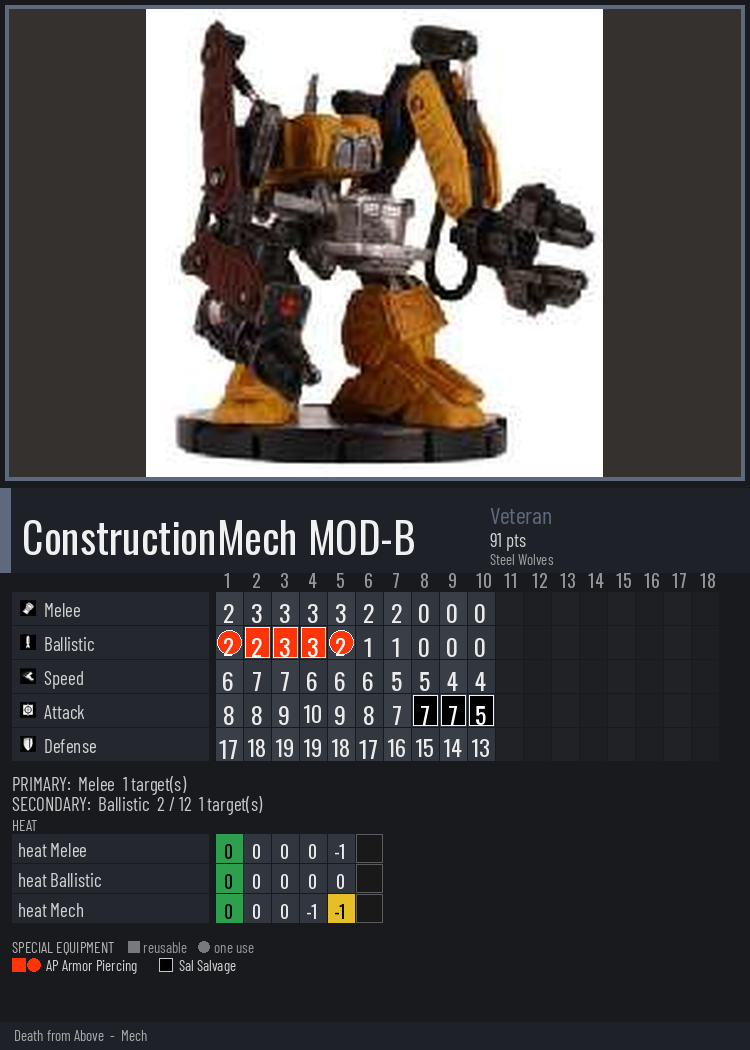 ConstructionMech MOD-B
Veteran
91 pts
Steel Wolves
1 2 3 4 5 6 7 8 9 10 11 12 13 14 15 16 17 18
Melee 2 3 3 3 3 2 2 0 0 0
Ballistic 2 2 3 3 2 1 1 0 0 0
Speed 6 7 7 6 6 6 5 5 4 4
Attack 8 8 9 10 9 8 7 7 7 5
Defense 17 18 19 19 18 17 16 15 14 13
PRIMARY: Melee 1 target(s)
SECONDARY: Ballistic 2 / 12 1 target(s)
HEAT
heat Melee 0 0 0 0 -1
heat Ballistic 0 0 0 0 0
heat Mech 0 0 0 -1 -1
SPECIAL EQUIPMENT reusable one use
AP Armor Piercing Sal Salvage
Death from Above - Mech